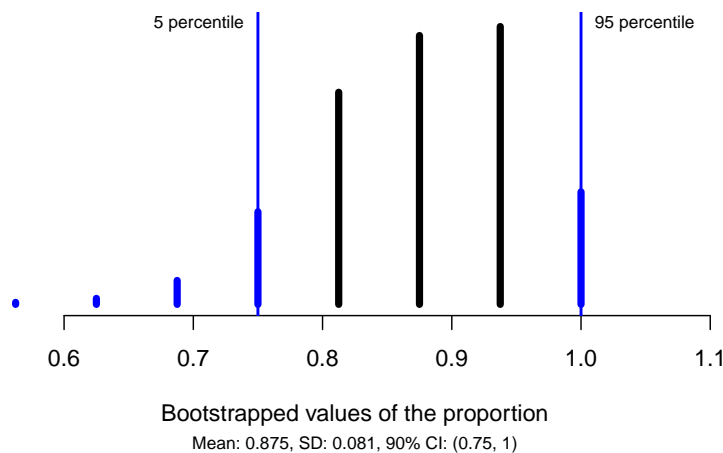 5 percentile
95 percentile
0.6 0.7 0.8 0.9 1.0 1.1
Bootstrapped values of the proportion
Mean: 0.875, SD: 0.081, 90% CI: (0.75, 1)